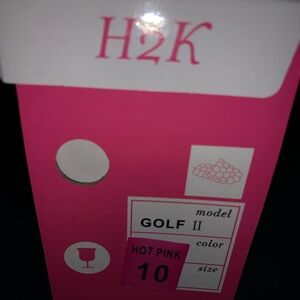 H2K
model
GOLF II
color
HOT PINK
size
10